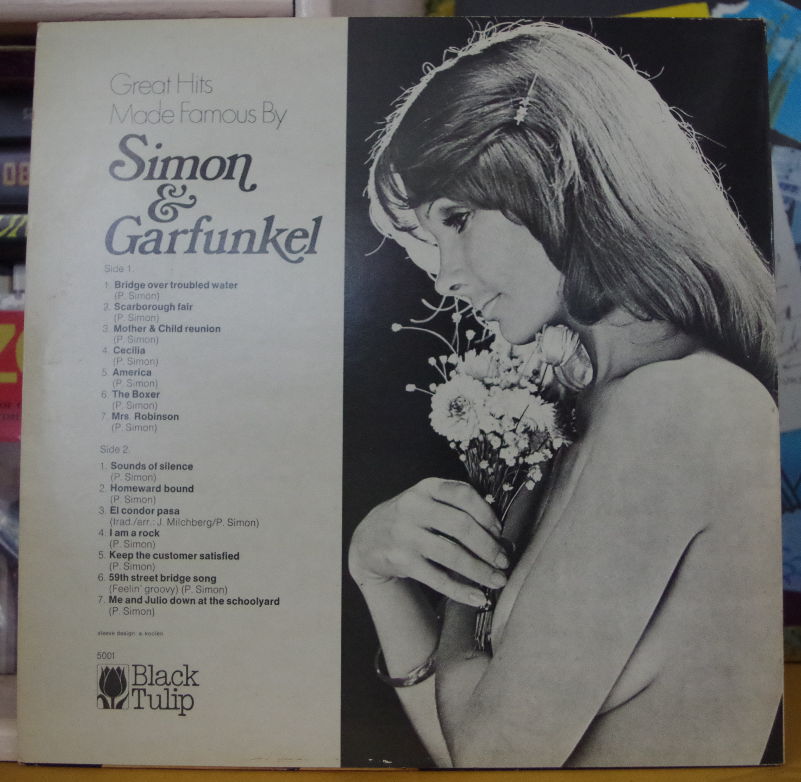 Great Hits
Made Famous By
Simon
&
Garfunkel
Side 1.
1. Bridge over troubled water
(P. Simon)
2. Scarborough fair
(P. Simon)
3. Mother & Child reunion
(P. Simon)
4. Cecilia
(P. Simon)
5. America
(P. Simon)
6. The Boxer
(P. Simon)
7. Mrs. Robinson
(P. Simon)
Side 2.
1. Sounds of silence
(P. Simon)
2. Homeward bound
(P. Simon)
3. El condor pasa
(Irad./arr.: J. Milchberg/P. Simon)
4. I am a rock
(P. Simon)
5. Keep the customer satisfied
(P. Simon)
6. 59th street bridge song
(Feelin' groovy) (P. Simon)
7. Me and Julio down at the schoolyard
(P. Simon)
sleeve design: a. kocien
5001
Black
Tulip